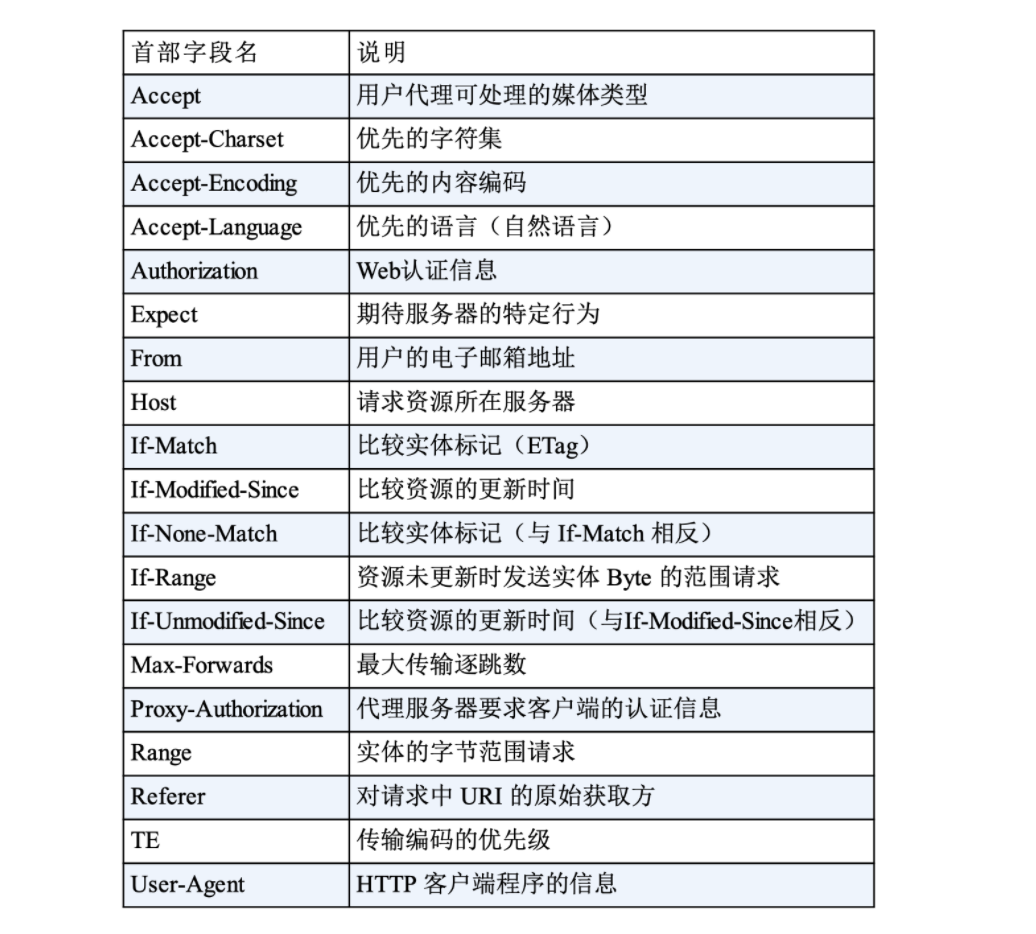 首部字段名 说明
Accept 用户代理可处理的媒体类型
Accept-Charset 优先的字符集
Accept-Encoding 优先的内容编码
Accept-Language 优先的语言（自然语言）
Authorization Web认证信息
Expect 期待服务器的特定行为
From 用户的电子邮箱地址
Host 请求资源所在服务器
If-Match 比较实体标记（ETag）
If-Modified-Since 比较资源的更新时间
If-None-Match 比较实体标记（与 If-Match 相反）
If-Range 资源未更新时发送实体 Byte 的范围请求
If-Unmodified-Since 比较资源的更新时间（与If-Modified-Since相反）
Max-Forwards 最大传输逐跳数
Proxy-Authorization 代理服务器要求客户端的认证信息
Range 实体的字节范围请求
Referer 对请求中 URI 的原始获取方
TE 传输编码的优先级
User-Agent HTTP 客户端程序的信息